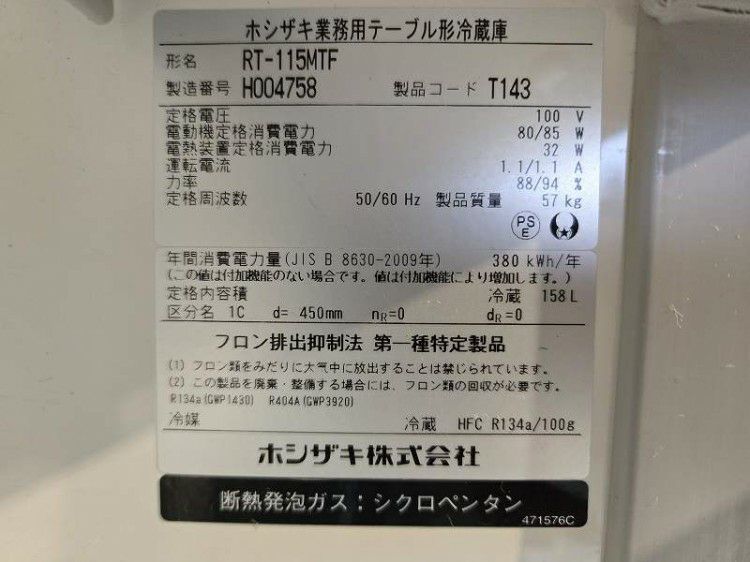 ホシザキ業務用テーブル形冷蔵庫
形名 RT-115MTF
製造番号 H004758 製品コード T143
定格電圧 100 V
電動機定格消費電力 80/85 W
電熱装置定格消費電力 32 W
運転電流 1.1/1.1 A
力率 88/94 %
定格周波数 50/60 Hz 製品質量 57 kg
PS
E
年間消費電力量(JIS B 8630-2009年) 380 kWh/年
(この値は付加機能のない場合です。値は付加機能により増加します。)
定格内容積 冷蔵 158 L
区分名 1C d= 450mm nR=0 dR=0
フロン排出抑制法 第一種特定製品
(1) フロン類をみだりに大気中に放出することは禁じられています。
(2) この製品を廃棄・整備する場合には、フロン類の回収が必要です。
R134a(GWP1430) R404A(GWP3920)
冷媒 冷蔵 HFC R134a/100g
ホシザキ株式会社
断熱発泡ガス:シクロペンタン
471576C